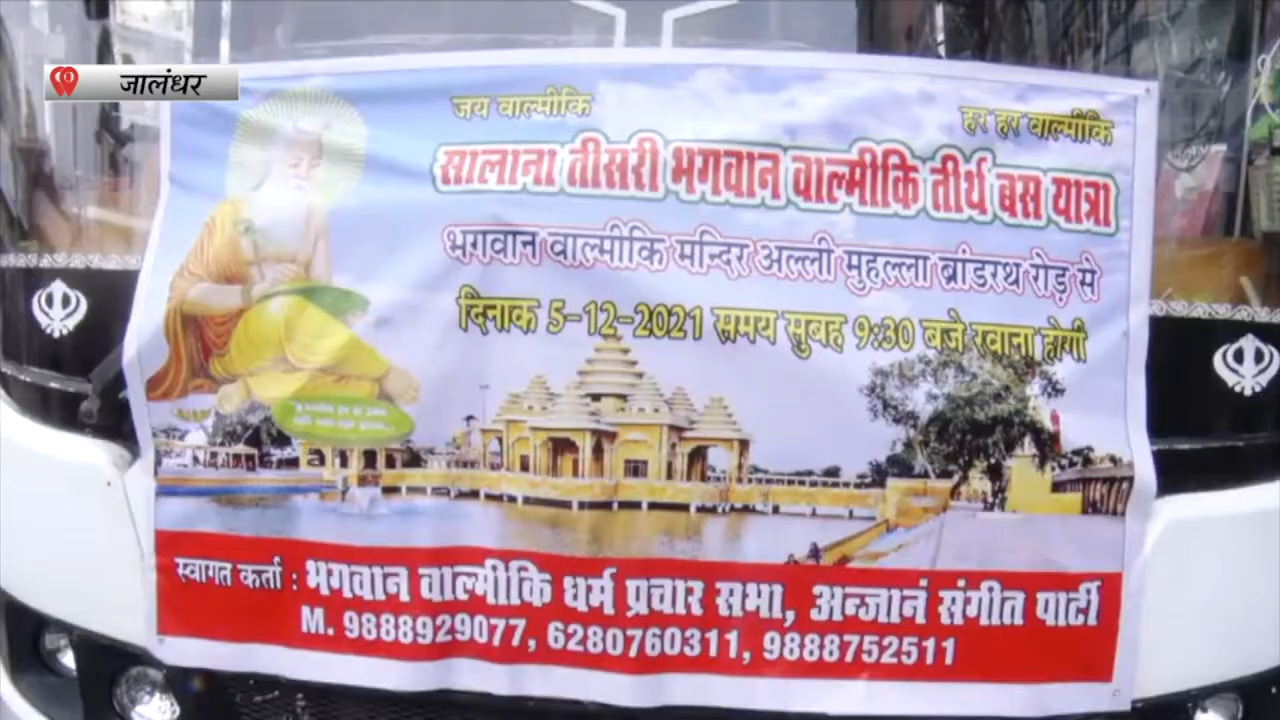 जालंधर
जय वाल्मीकि
हर हर वाल्मीकि
सालाना तीसरी भगवान वाल्मीकि तीर्थ बस यात्रा
भगवान वाल्मीकि मन्दिर अल्ली मुहल्ला ब्रांडरथ रोड़ से
दिनाक 5-12-2021 समय सुबह 9:30 बजे रवाना होगी
स्वागत कर्ता : भगवान वाल्मीकि धर्म प्रचार सभा, अन्जानं संगीत पार्टी
M. 9888929077, 6280760311, 9888752511